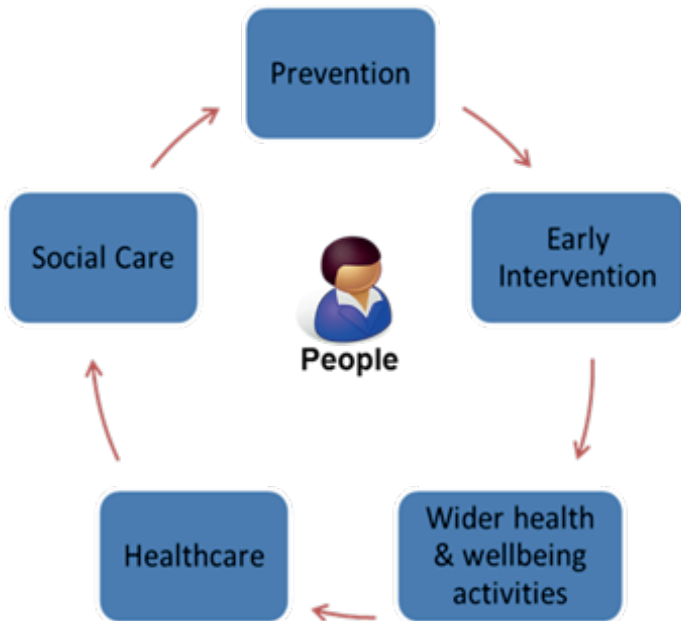 Prevention
Early
Intervention
Wider health
& wellbeing
activities
Healthcare
Social Care
People